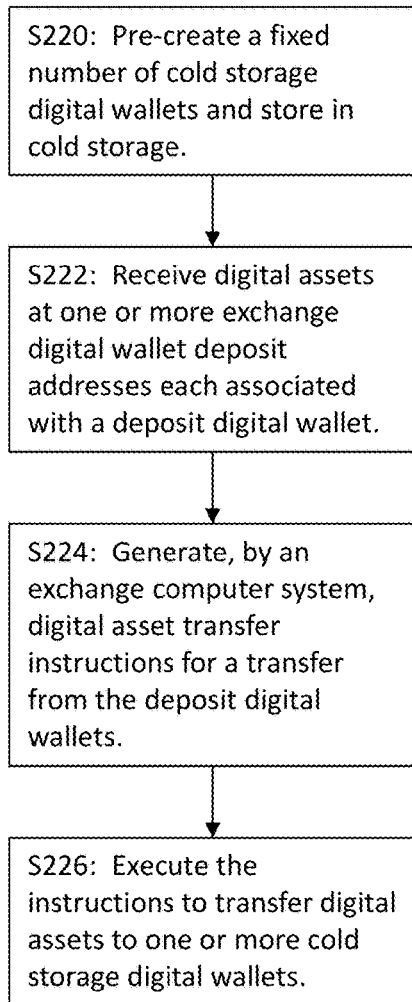 S220: Pre-create a fixed
number of cold storage
digital wallets and store in
cold storage.
S222: Receive digital assets
at one or more exchange
digital wallet deposit
addresses each associated
with a deposit digital wallet.
S224: Generate, by an
exchange computer system,
digital asset transfer
instructions for a transfer
from the deposit digital
wallets.
S226: Execute the
instructions to transfer digital
assets to one or more cold
storage digital wallets.